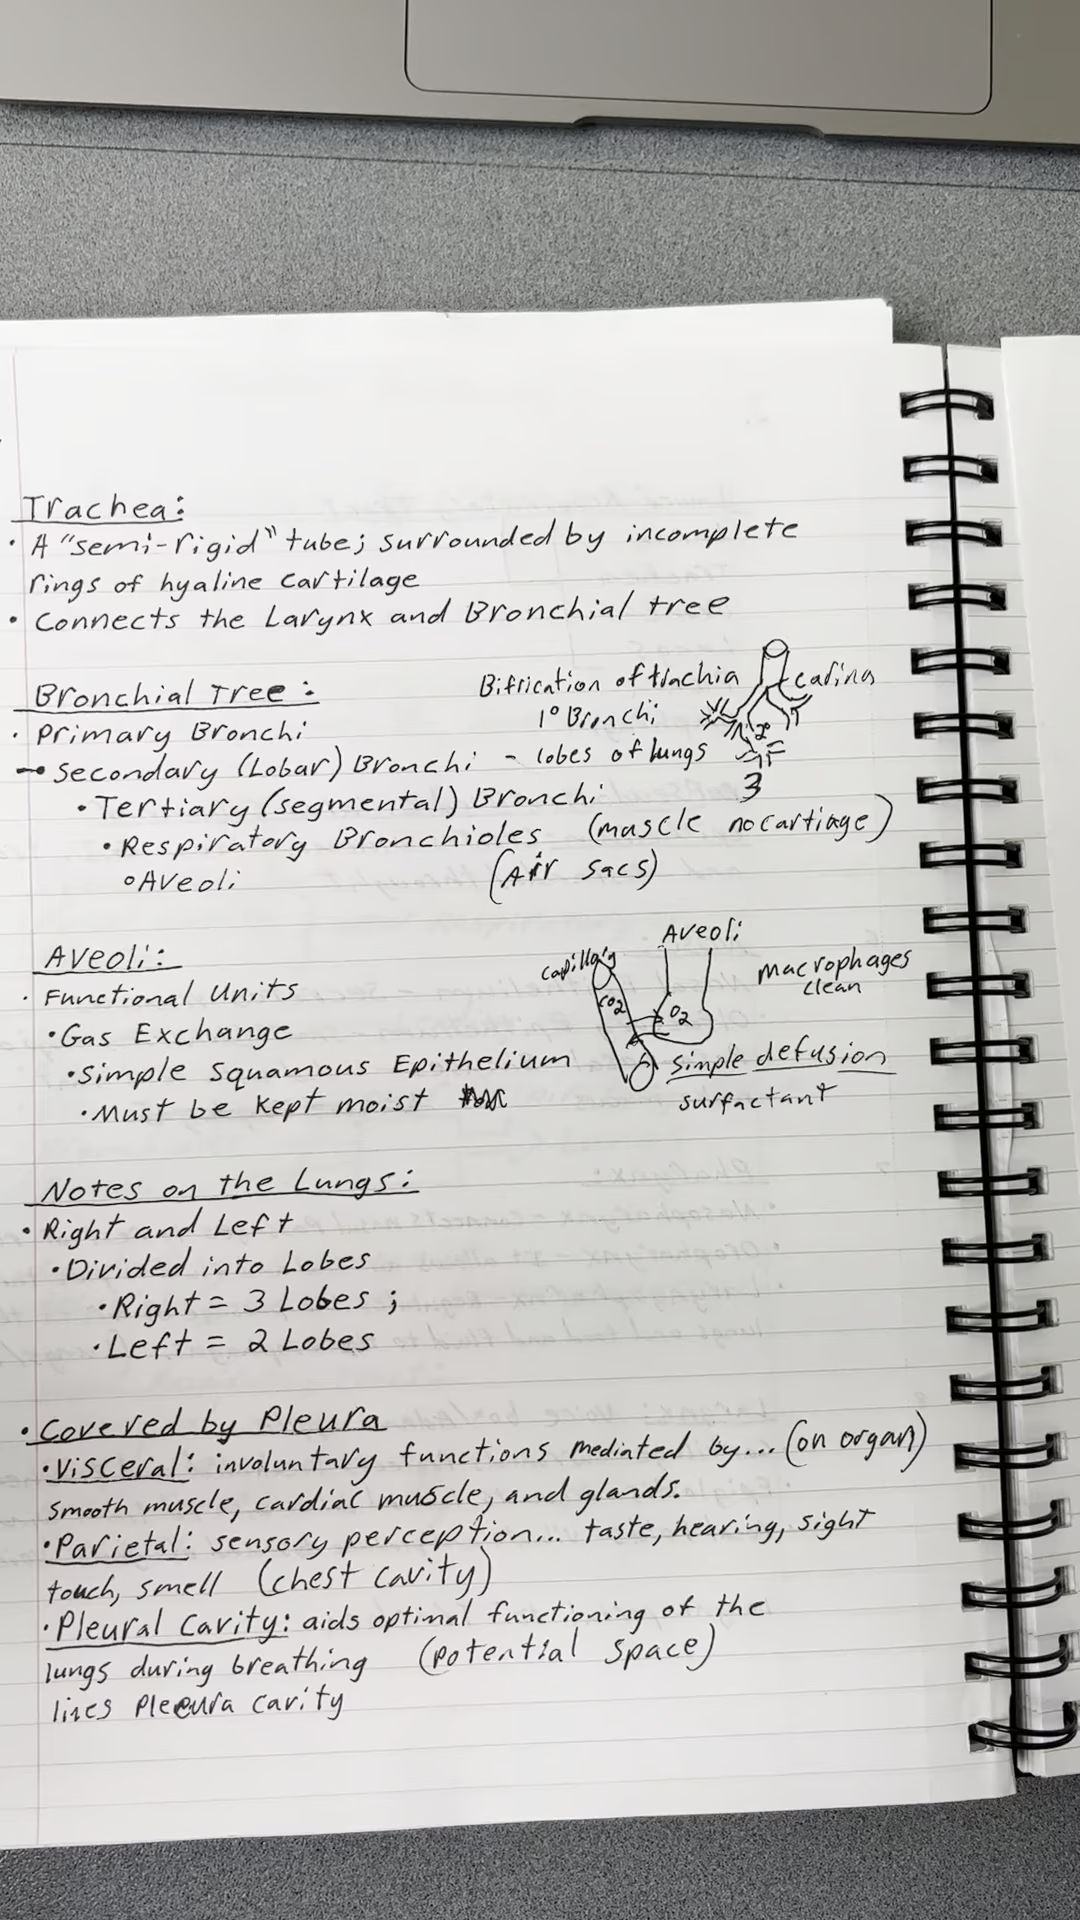 Trachea:
• A "semi-rigid" tube; surrounded by incomplete
rings of hyaline cartilage
• Connects the Larynx and Bronchial tree
Bronchial Tree:
Bifrication of trachia
carina
• Primary Bronchi
1° Bronchi
2°
Secondary (Lobar) Bronchi - lobes of lungs
3
• Tertiary (segmental) Bronchi
• Respiratory Bronchioles (muscle no cartiage)
○ Aveoli (Air sacs)
Aveoli:
• Functional Units
• Gas Exchange
• Simple Squamous Epithelium
• Must be kept moist
Aveoli
capillary
macrophages
clean
CO2
O2
simple defusion
surfactant
Notes on the Lungs:
• Right and Left
• Divided into Lobes
• Right = 3 Lobes ;
• Left = 2 Lobes
• Covered by Pleura
• Visceral: involuntary functions mediated by... (on organ)
smooth muscle, cardiac muscle, and glands.
• Parietal: sensory perception... taste, hearing, sight
touch, smell (chest cavity)
• Pleural Cavity: aids optimal functioning of the
lungs during breathing (potential space)
lines Pleeura cavity